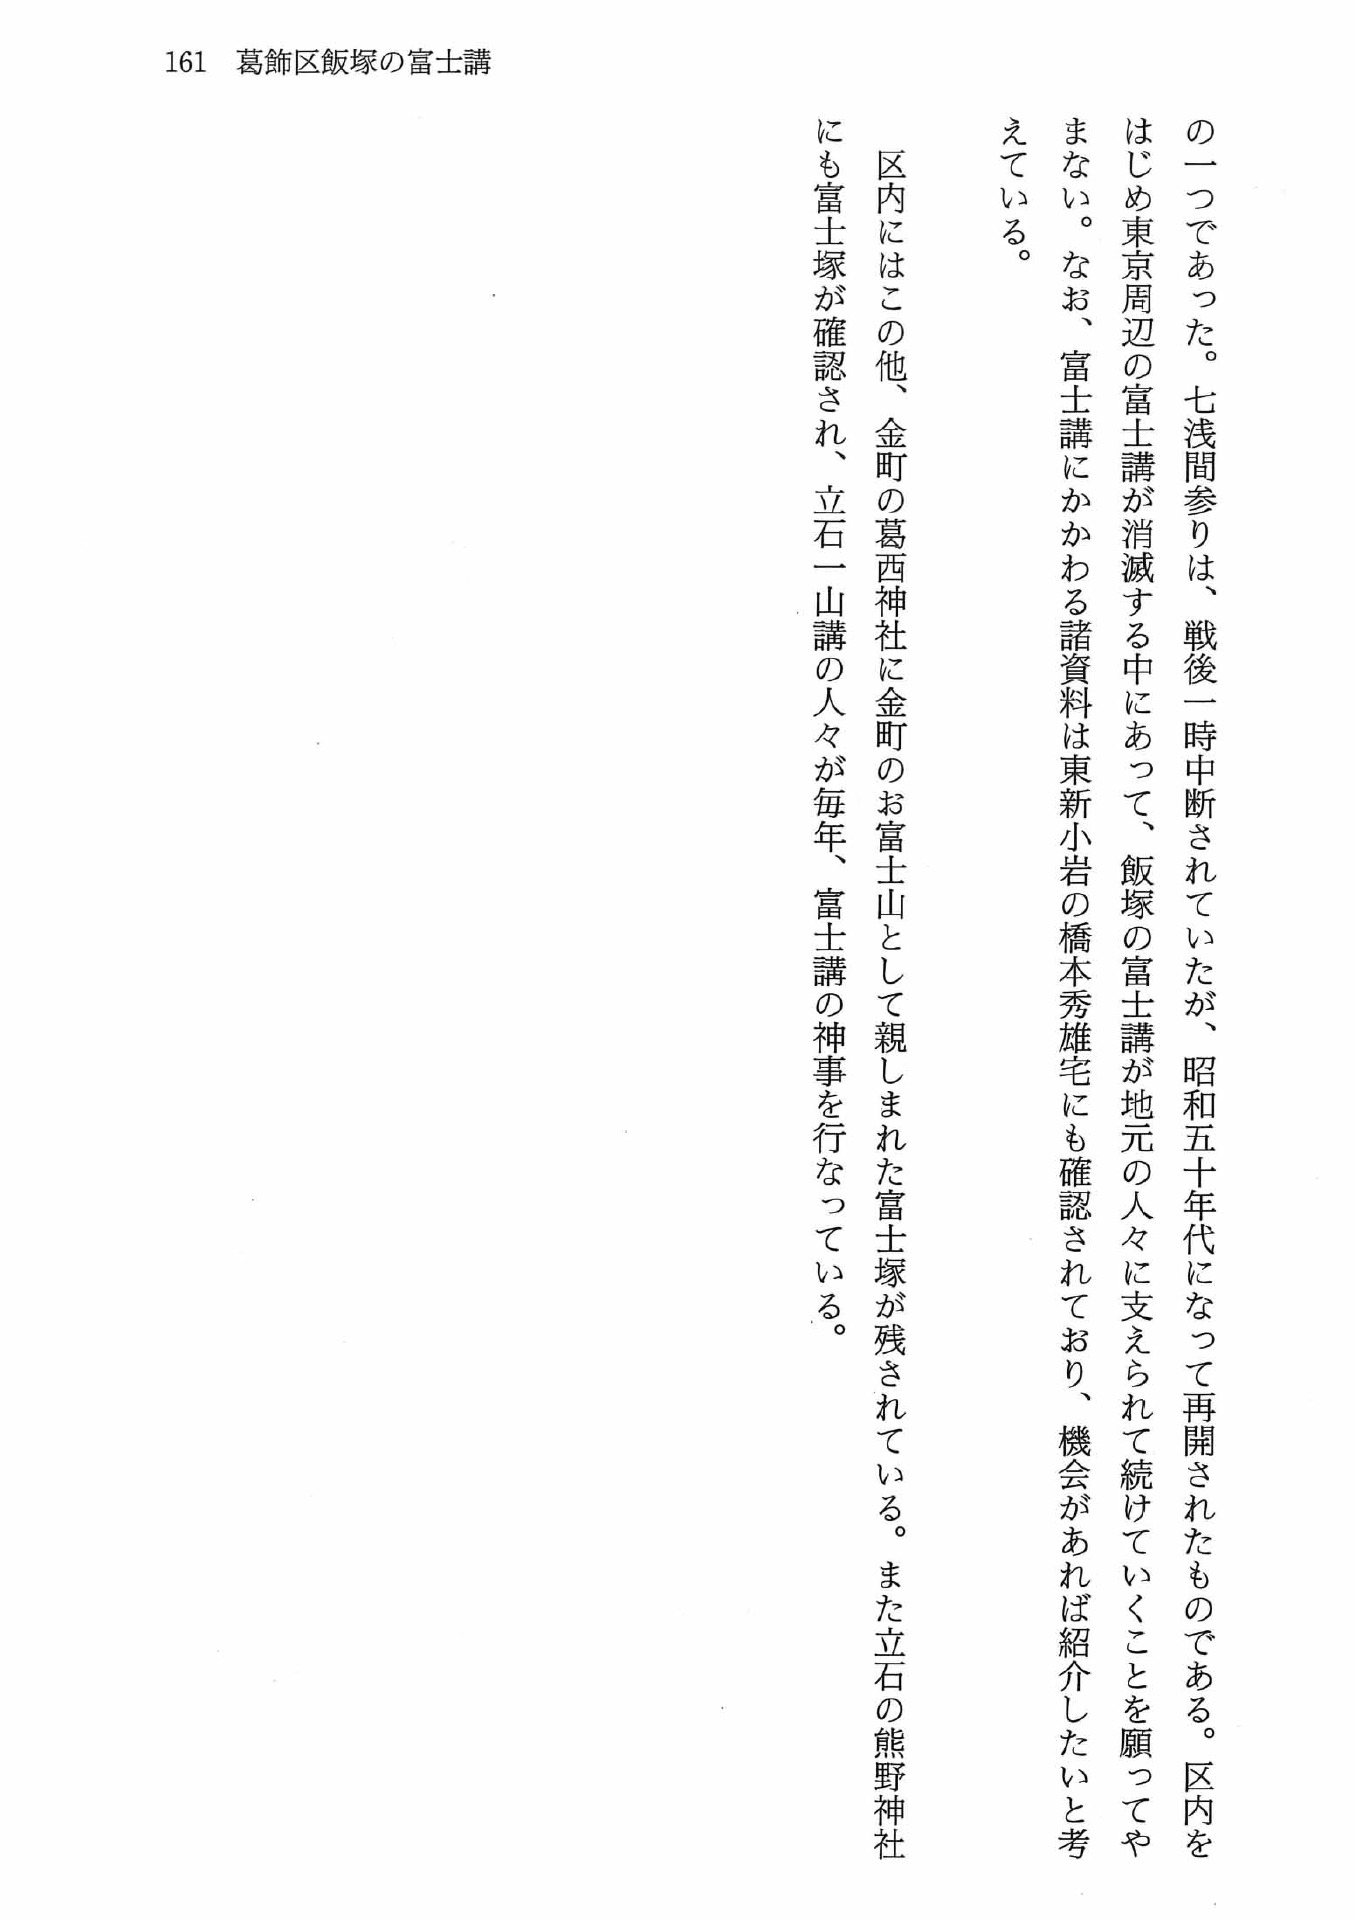 161 葛飾区飯塚の富士講
の一つであった。七浅間参りは、戦後一時中断されていたが、昭和五十年代になって再開されたものである。区内を
はじめ東京周辺の富士講が消滅する中にあって、飯塚の富士講が地元の人々に支えられて続けていくことを願ってや
まない。なお、富士講にかかわる諸資料は東新小岩の橋本秀雄宅にも確認されており、機会があれば紹介したいと考
えている。
区内にはこの他、金町の葛西神社に金町のお富士山として親しまれた富士塚が残されている。また立石の熊野神社
にも富士塚が確認され、立石一山講の人々が毎年、富士講の神事を行なっている。